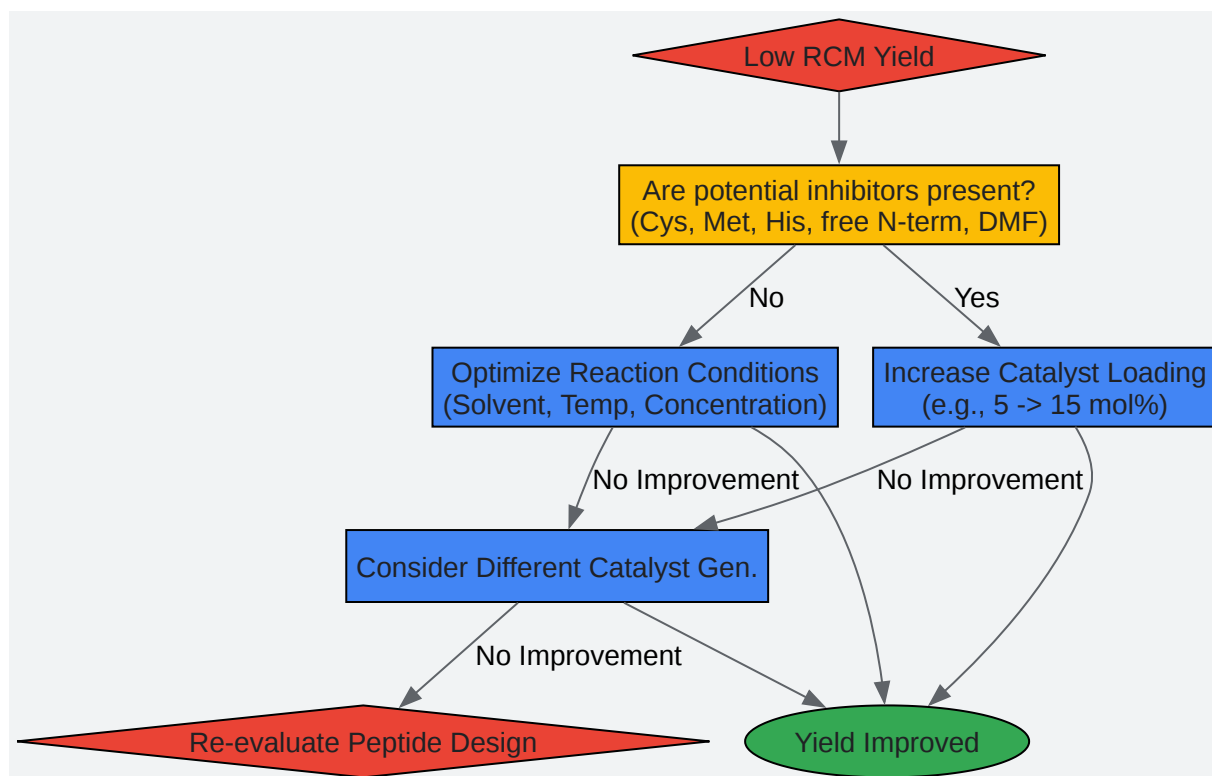 Low RCM Yield
Are potential inhibitors present?
(Cys, Met, His, free N-term, DMF)
No
Yes
Optimize Reaction Conditions
(Solvent, Temp, Concentration)
Increase Catalyst Loading
(e.g., 5 -> 15 mol%)
No Improvement
No Improvement
Consider Different Catalyst Gen.
No Improvement
Re-evaluate Peptide Design
Yield Improved